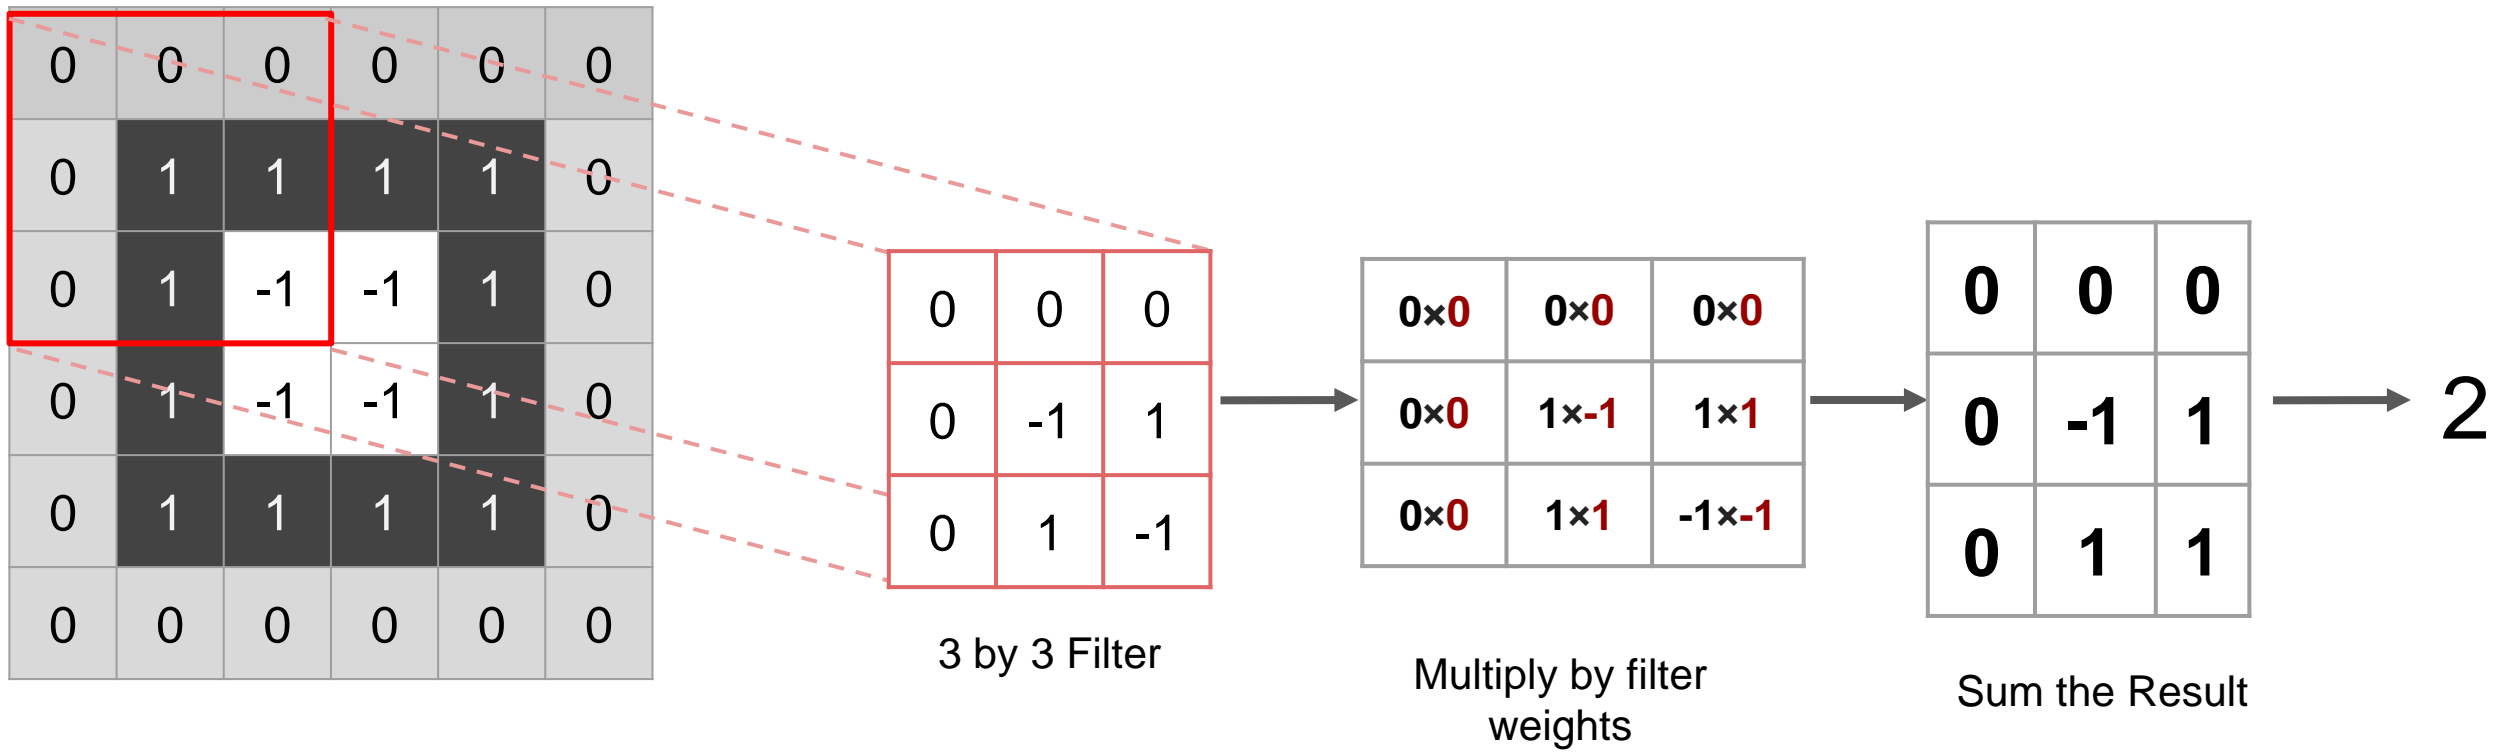 0 0 0 0 0 0
0 1 1 1 1 0
0 1 -1 -1 1 0
0 1 -1 -1 1 0
0 1 1 1 1 0
0 0 0 0 0 0
0 0 0
0 -1 1
0 1 -1
3 by 3 Filter
0×0 0×0 0×0
0×0 1×-1 1×1
0×0 1×1 -1×-1
Multiply by filter
weights
0 0 0
0 -1 1
0 1 1
Sum the Result
2